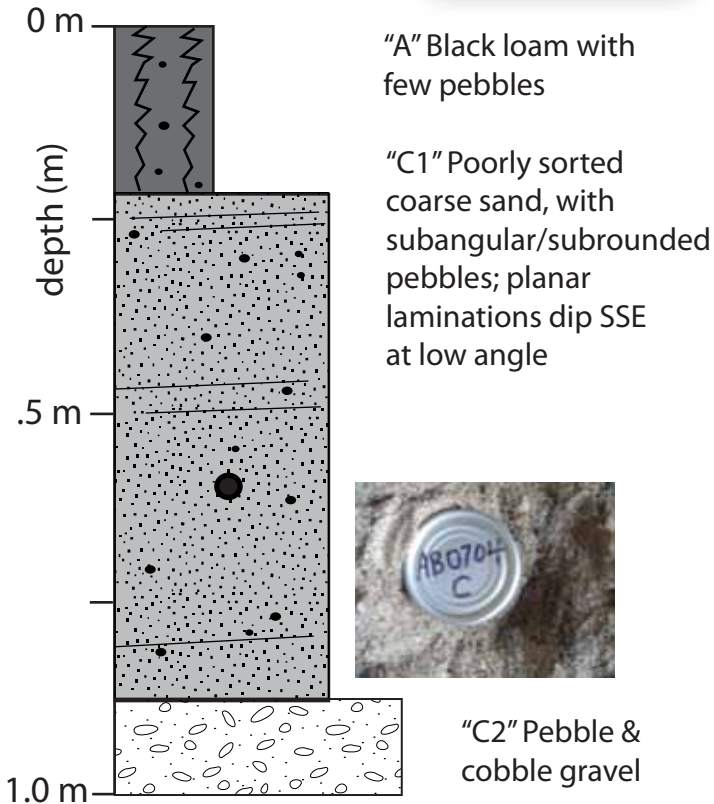 0 m
"A" Black loam with
few pebbles
"C1" Poorly sorted
coarse sand, with
subangular/subrounded
pebbles; planar
laminations dip SSE
at low angle
depth (m)
.5 m
AB0704
C
"C2" Pebble &
cobble gravel
1.0 m